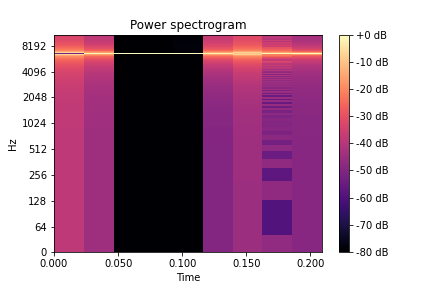 Power spectrogram
Hz
8192
4096
2048
1024
512
256
128
64
0
0.000 0.050 0.100 0.150 0.200
Time
+0 dB
-10 dB
-20 dB
-30 dB
-40 dB
-50 dB
-60 dB
-70 dB
-80 dB